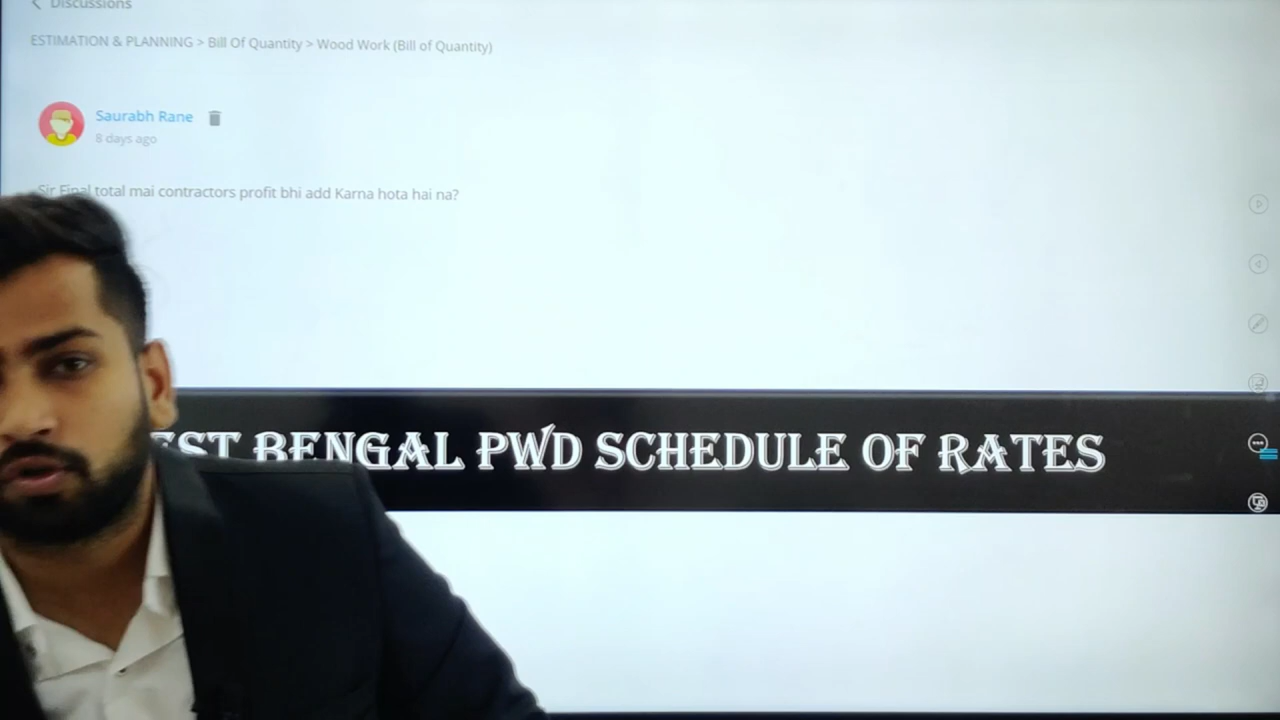 Discussions
ESTIMATION & PLANNING > Bill Of Quantity > Wood Work (Bill of Quantity)
Saurabh Rane
8 days ago
Sir Final total mai contractors profit bhi add Karna hota hai na?
BENGAL PWD SCHEDULE OF RATES